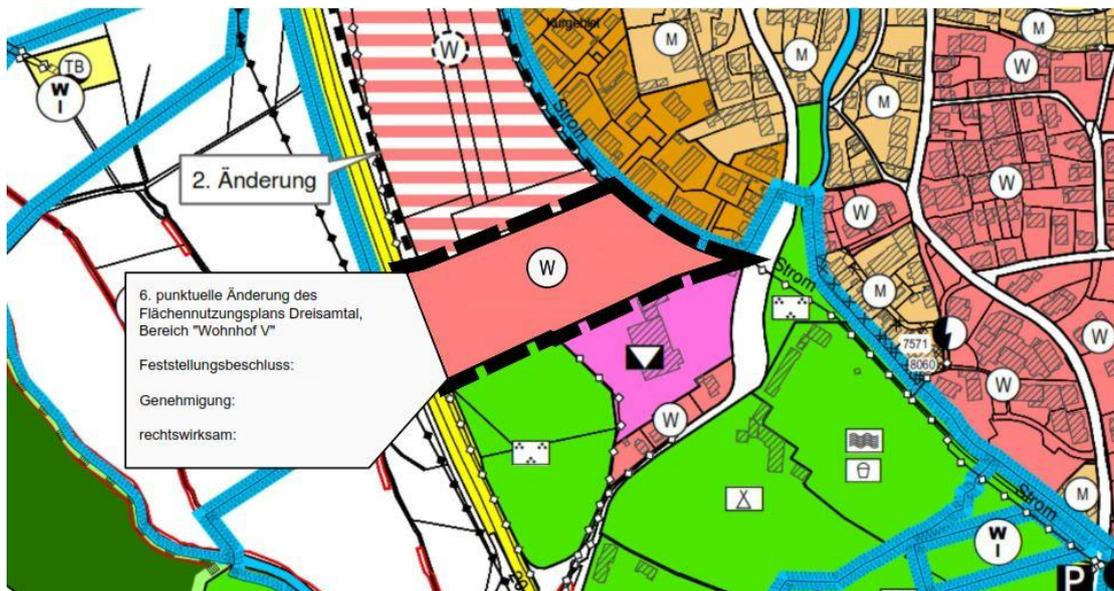 Kurgebiet
W
M
M
W
M
TB
W
I
M
Strom
2. Änderung
W
W
W
Strom
M
6. punktuelle Änderung des
Flächennutzungsplans Dreisamtal,
Bereich "Wohnhof V"
Feststellungsbeschluss:
Genehmigung:
rechtswirksam:
7571
8060
W
W
W
Strom
M
W
I
P